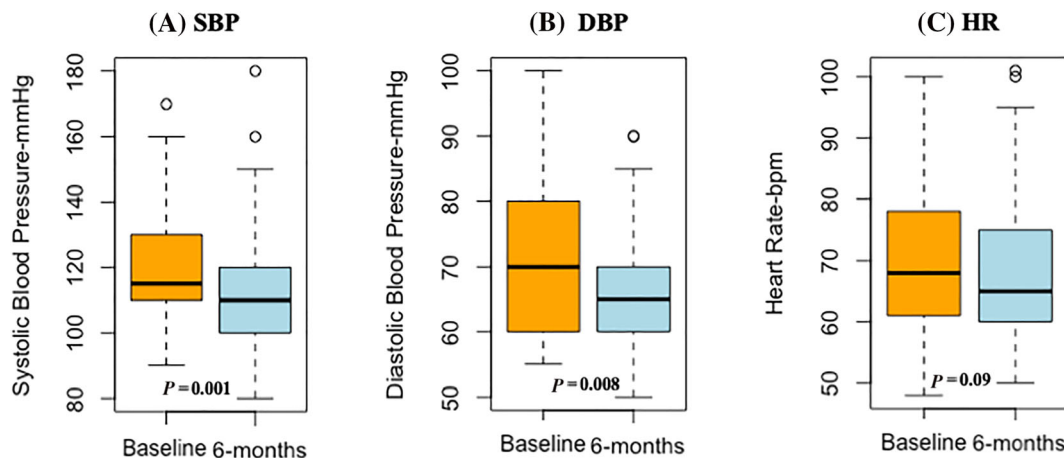 (A) SBP
Systolic Blood Pressure-mmHg
180
160
140
120
100
80
P=0.001
Baseline 6-months
(B) DBP
Diastolic Blood Pressure-mmHg
100
90
80
70
60
50
P=0.008
Baseline 6-months
(C) HR
Heart Rate-bpm
100
90
80
70
60
50
P=0.09
Baseline 6-months